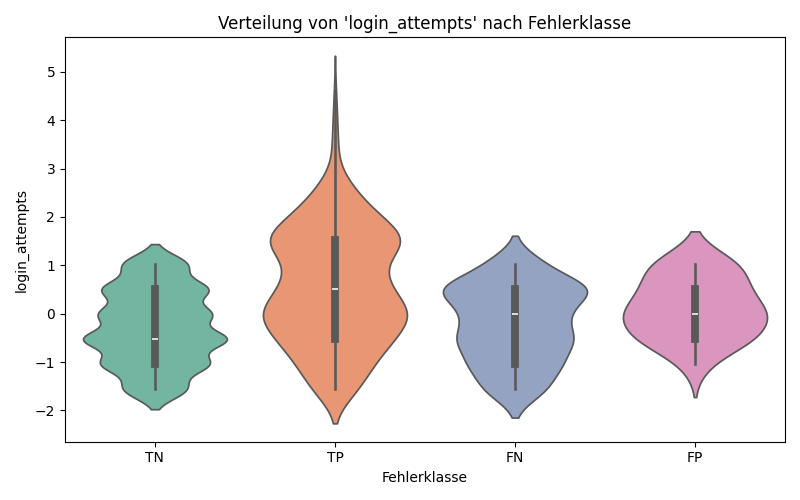 Verteilung von 'login_attempts' nach Fehlerklasse
login_attempts
5
4
3
2
1
0
−1
−2
TN TP FN FP
Fehlerklasse